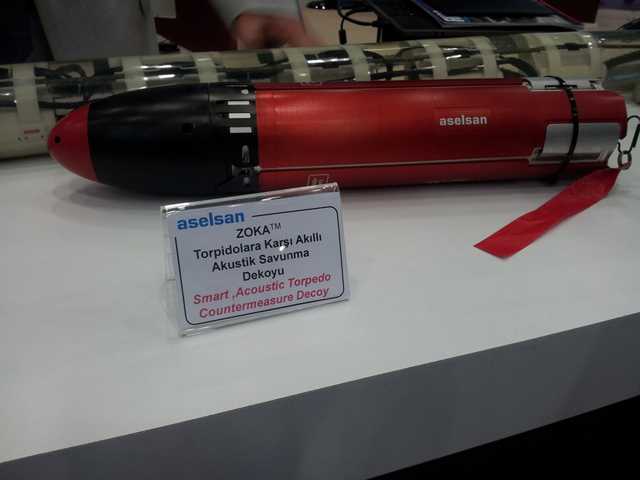 aselsan
aselsan
ZOKA™
Torpidolara Karşı Akıllı
Akustik Savunma
Dekoyu
Smart ,Acoustic Torpedo
Countermeasure Decoy